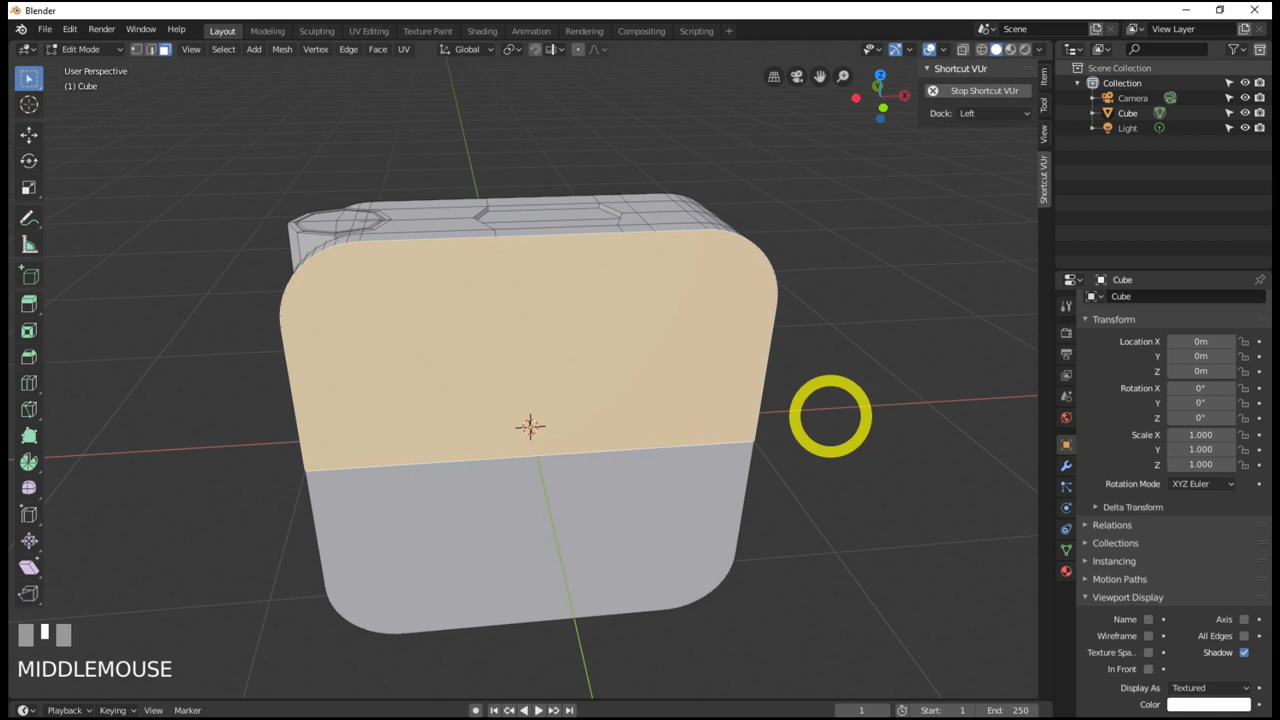 Blender
File Edit Render Window Help Layout Modeling Sculpting UV Editing Texture Paint Shading Animation Rendering Compositing Scripting + Scene View Layer
Edit Mode View Select Add Mesh Vertex Edge Face UV Global
User Perspective
(1) Cube
Z
Y
X
Shortcut VUr
Stop Shortcut VUr
Dock: Left
Item
Tool
View
Shortcut VUr
Scene Collection
Collection
Camera
Cube
Light
Cube
Cube
Transform
Location X 0m
Y 0m
Z 0m
Rotation X 0°
Y 0°
Z 0°
Scale X 1.000
Y 1.000
Z 1.000
Rotation Mode XYZ Euler
Delta Transform
Relations
Collections
Instancing
Motion Paths
Viewport Display
Name Axis
Wireframe All Edges
Texture Spa.. Shadow
In Front
Display As Textured
Color
MIDDLEMOUSE
Playback Keying View Marker 1 Start: 1 End: 250